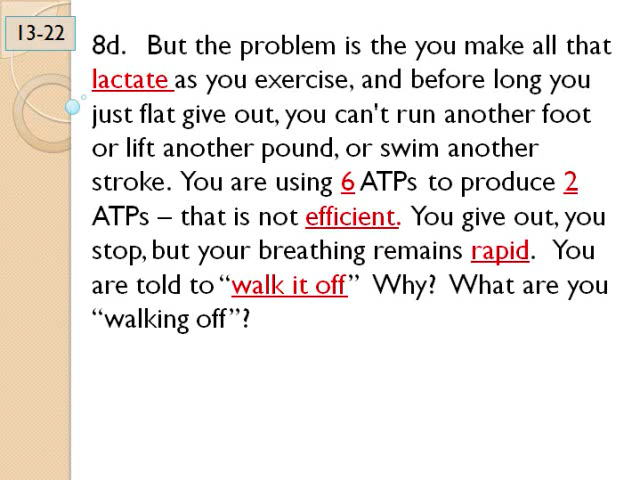 13-22
8d. But the problem is the you make all that
lactate as you exercise, and before long you
just flat give out, you can't run another foot
or lift another pound, or swim another
stroke. You are using 6 ATPs to produce 2
ATPs – that is not efficient. You give out, you
stop, but your breathing remains rapid. You
are told to “walk it off” Why? What are you
“walking off”?